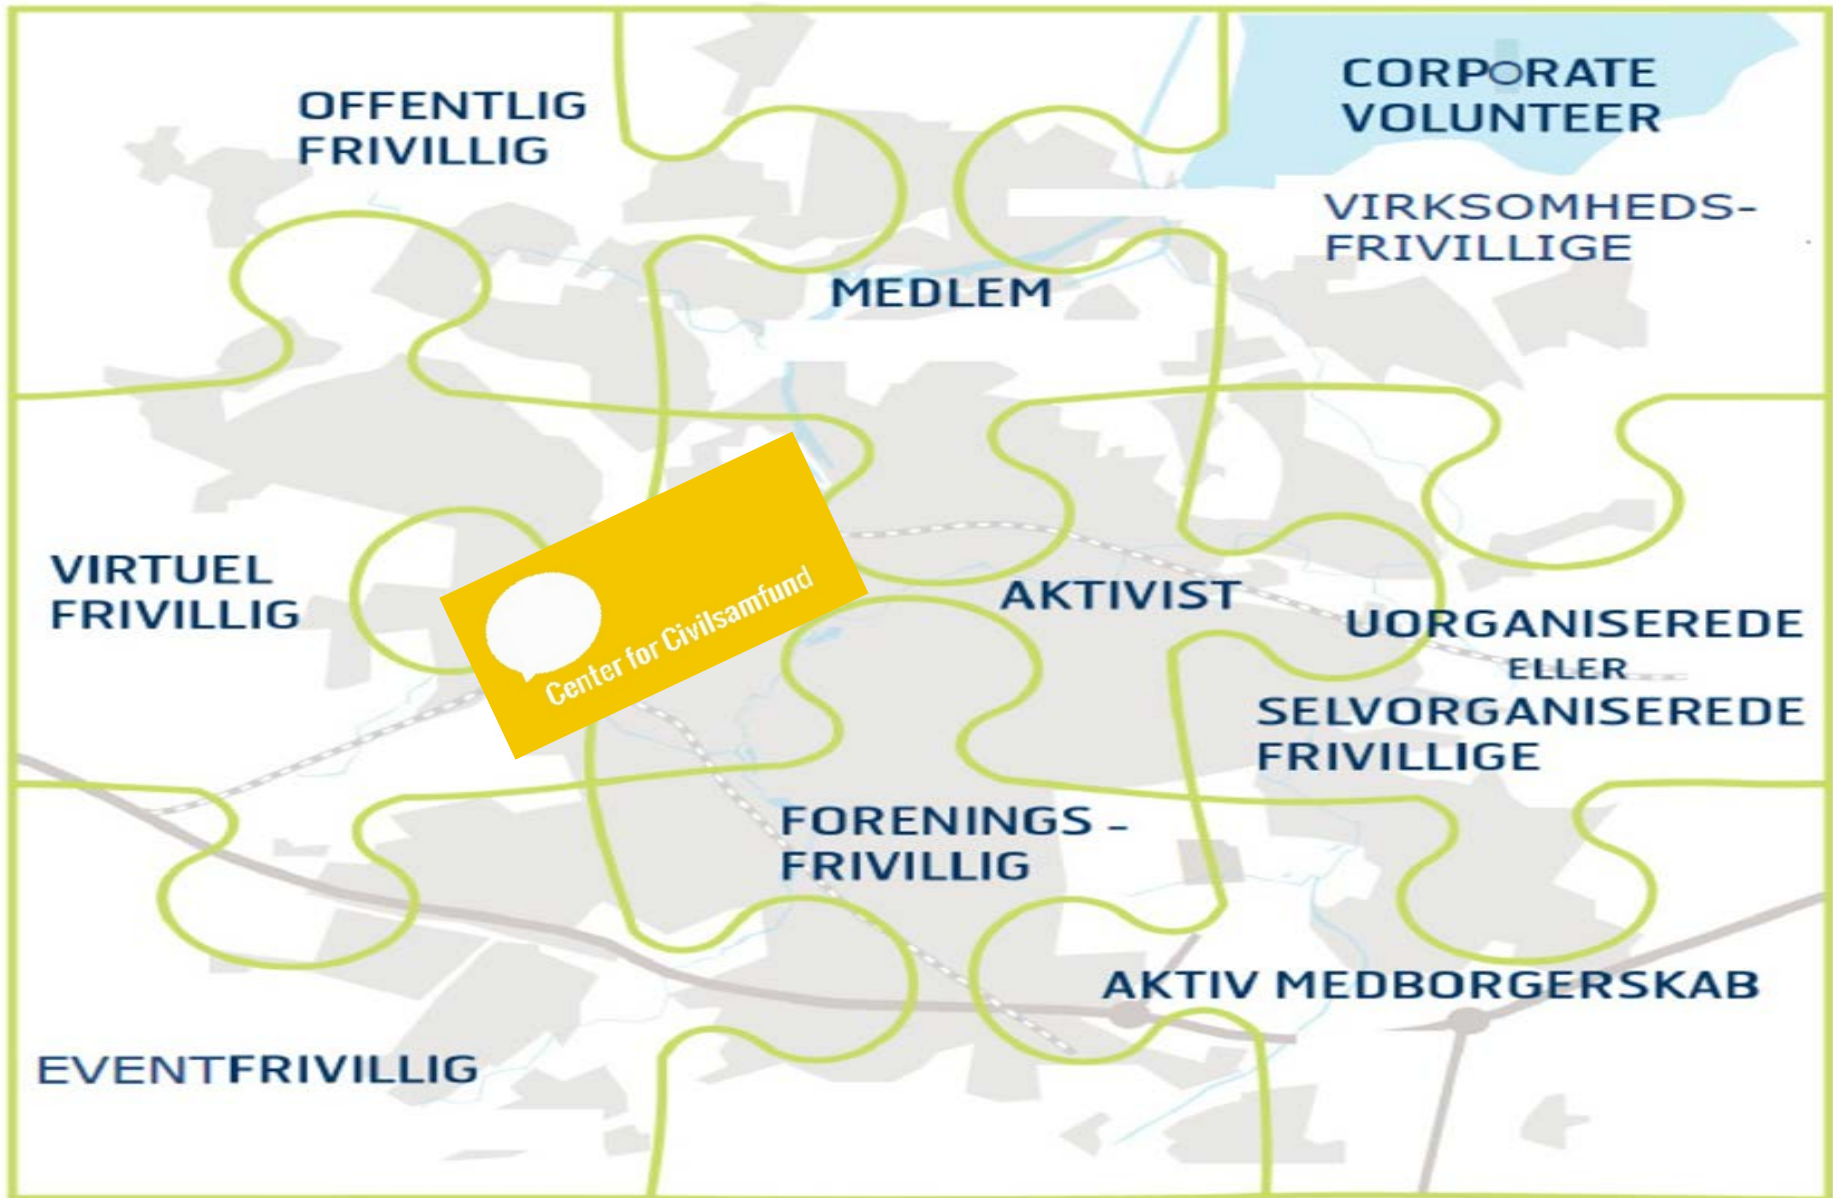 OFFENTLIG
FRIVILLIG
CORPORATE
VOLUNTEER
VIRKSOMHEDS-
FRIVILLIGE
MEDLEM
VIRTUEL
FRIVILLIG
Center for Civilsamfund
AKTIVIST
UORGANISEREDE
ELLER
SELVORGANISEREDE
FRIVILLIGE
FORENINGS -
FRIVILLIG
AKTIV MEDBORGERSKAB
EVENTFRIVILLIG